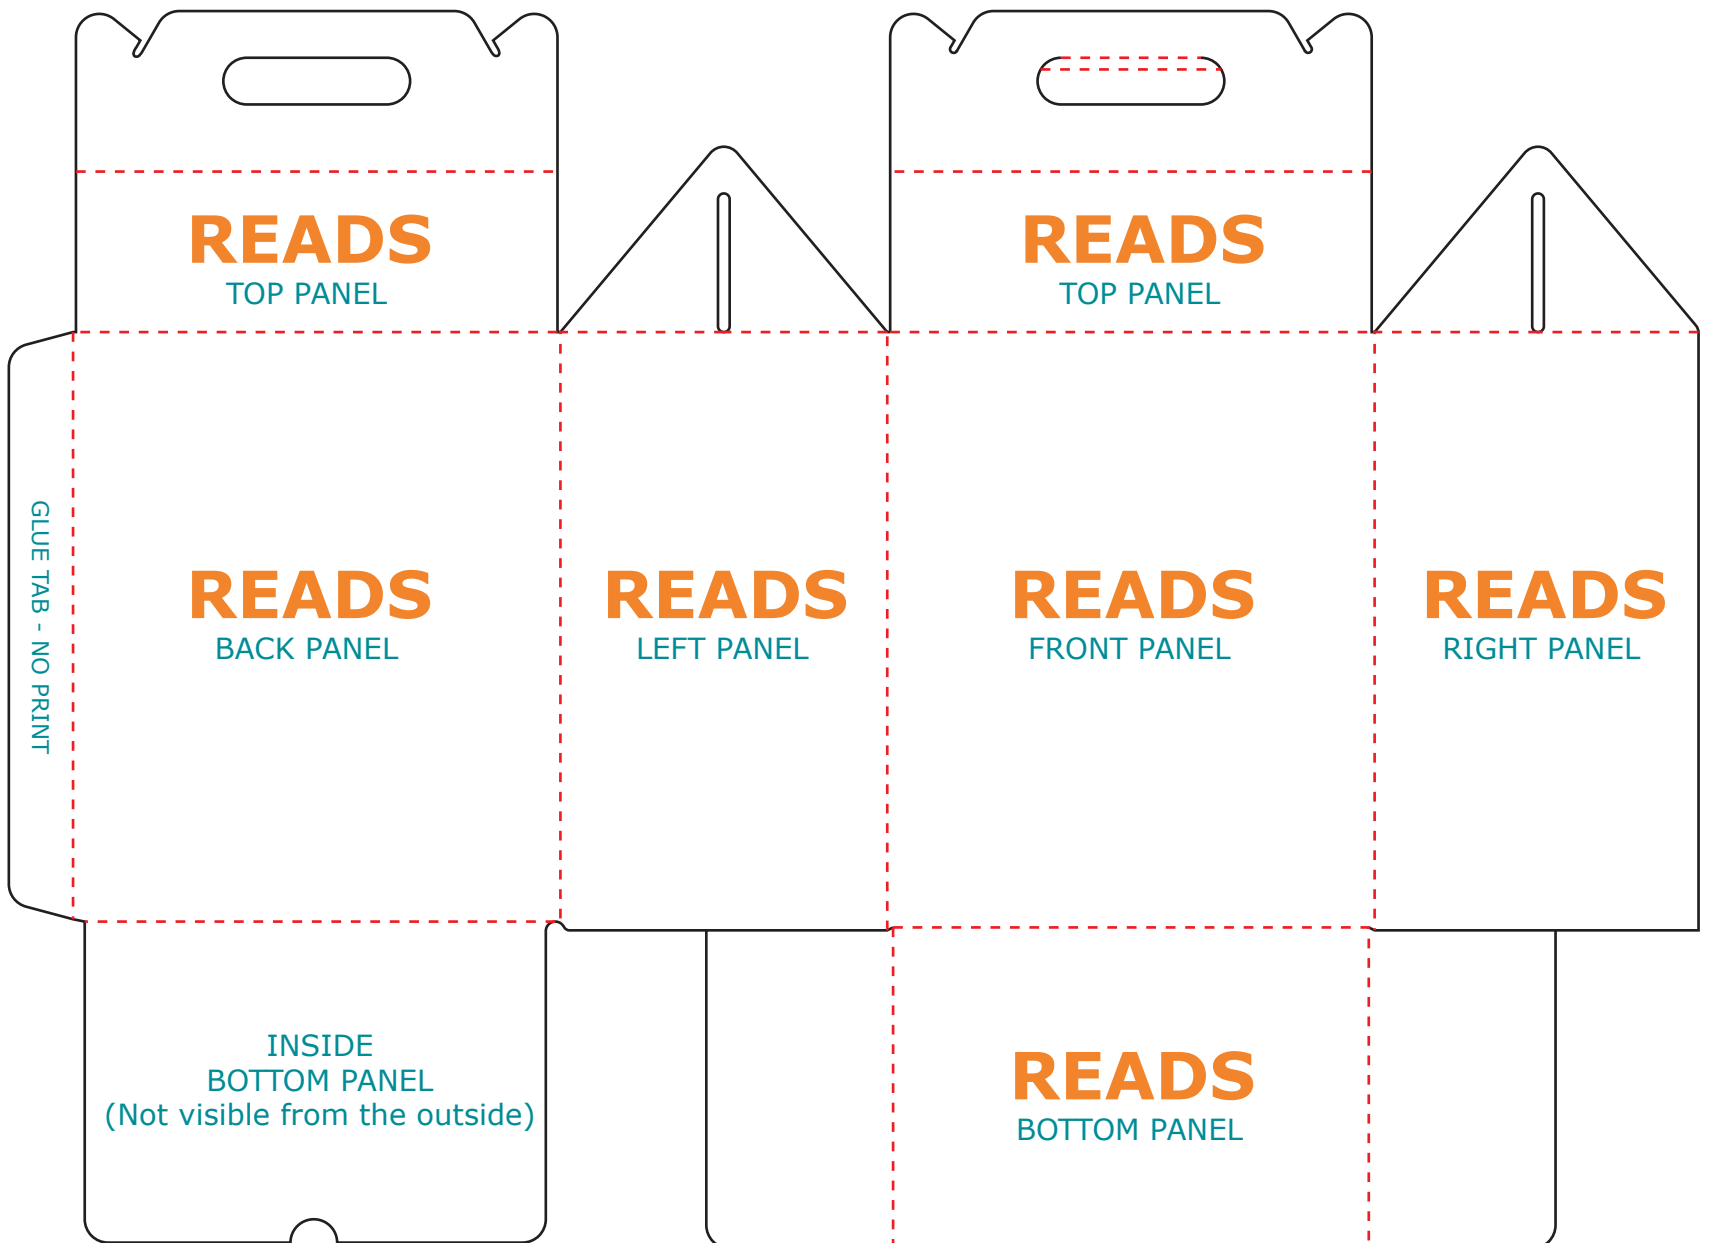 READS
TOP PANEL
READS
TOP PANEL
GLUE TAB - NO PRINT
READS
BACK PANEL
READS
LEFT PANEL
READS
FRONT PANEL
READS
RIGHT PANEL
INSIDE
BOTTOM PANEL
(Not visible from the outside)
READS
BOTTOM PANEL